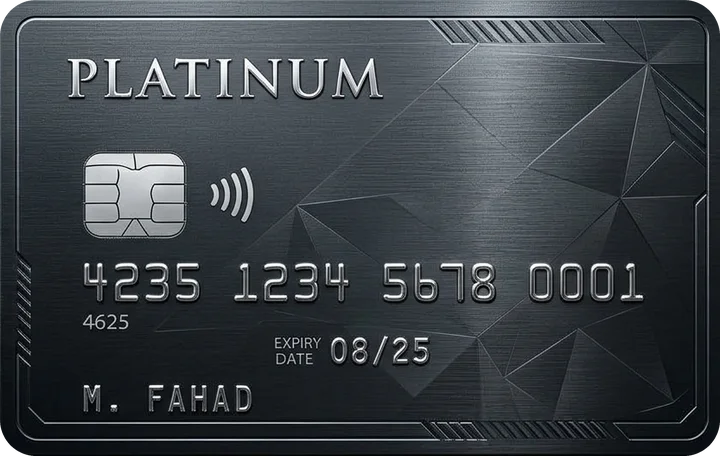 PLATINUM
4235 1234 5678 0001
4625
EXPIRY DATE 08/25
M. FAHAD